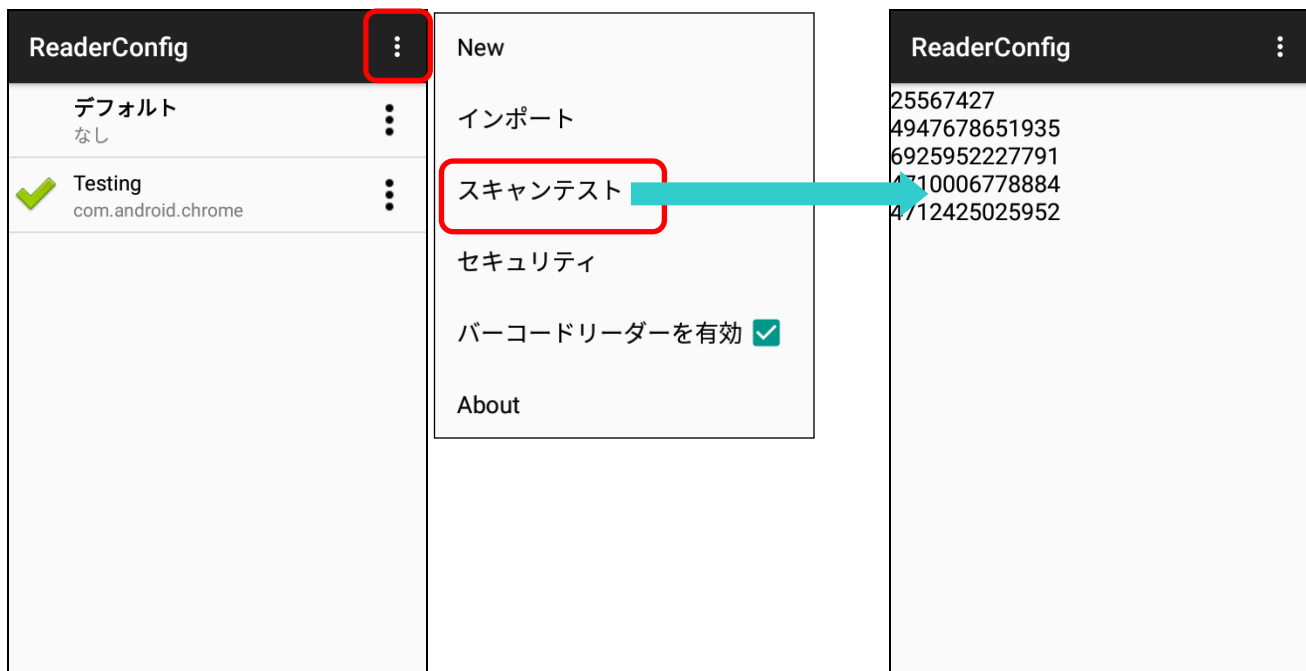 ReaderConfig
デフォルト
なし
Testing
com.android.chrome
New
インポート
スキャンテスト
セキュリティ
バーコードリーダーを有効
About
ReaderConfig
25567427
4947678651935
6925952227791
4710006778884
4712425025952